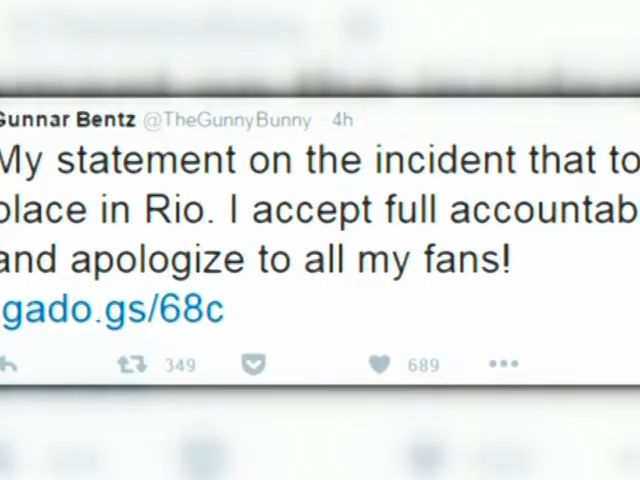 Gunnar Bentz @TheGunnyBunny · 4h
My statement on the incident that to
place in Rio. I accept full accountab
and apologize to all my fans!
gado.gs/68c
349 689 •••